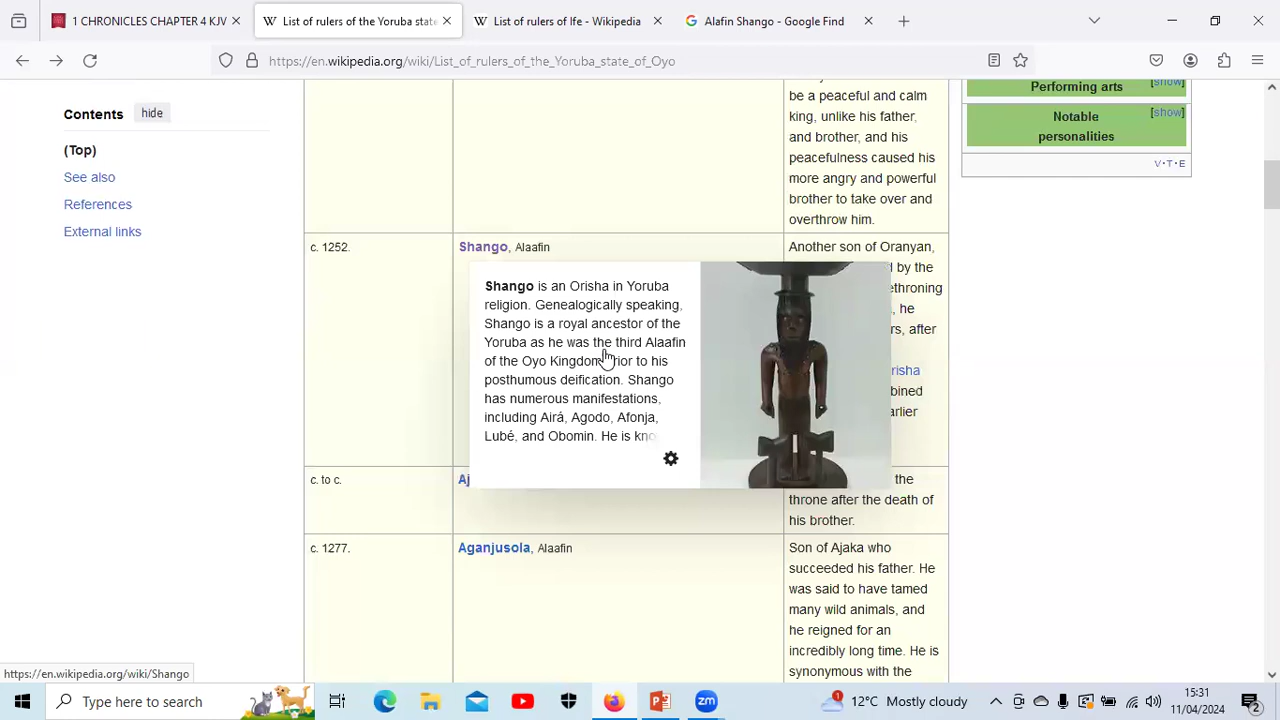 1 CHRONICLES CHAPTER 4 KJV
List of rulers of the Yoruba state
List of rulers of Ife - Wikipedia
Alafin Shango - Google Find
https://en.wikipedia.org/wiki/List_of_rulers_of_the_Yoruba_state_of_Oyo
Contents
hide
(Top)
See also
References
External links
be a peaceful and calm
king, unlike his father,
and brother, and his
peacefulness caused his
more angry and powerful
brother to take over and
overthrow him.
c. 1252.
Shango, Alaafin
Another son of Oranyan,
d by the
ethroning
, he
rs, after
risha
bined
arlier
Shango is an Orisha in Yoruba
religion. Genealogically speaking,
Shango is a royal ancestor of the
Yoruba as he was the third Alaafin
of the Oyo Kingdom prior to his
posthumous deification. Shango
has numerous manifestations,
including Airá, Agodo, Afonja,
Lubé, and Obomin. He is kno
c. to c.
Aj
the
throne after the death of
his brother.
c. 1277.
Aganjusola, Alaafin
Son of Ajaka who
succeeded his father. He
was said to have tamed
many wild animals, and
he reigned for an
incredibly long time. He is
synonymous with the
Performing arts
[show]
Notable
personalities
[show]
V·T·E
https://en.wikipedia.org/wiki/Shango
Type here to search
zm
1
12°C Mostly cloudy
15:31
11/04/2024
2